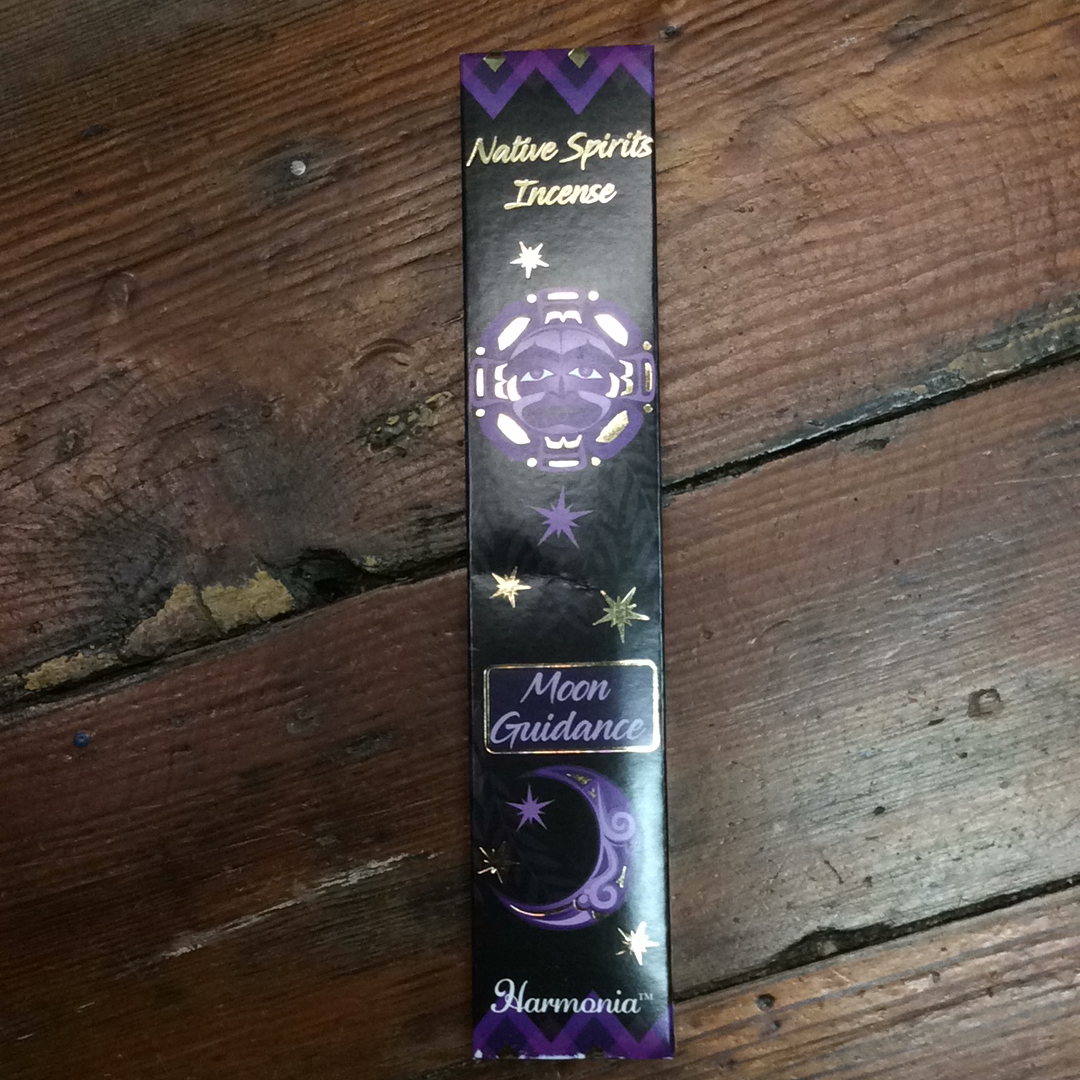 Native Spirits
Incense
Moon
Guidance
Harmonia™